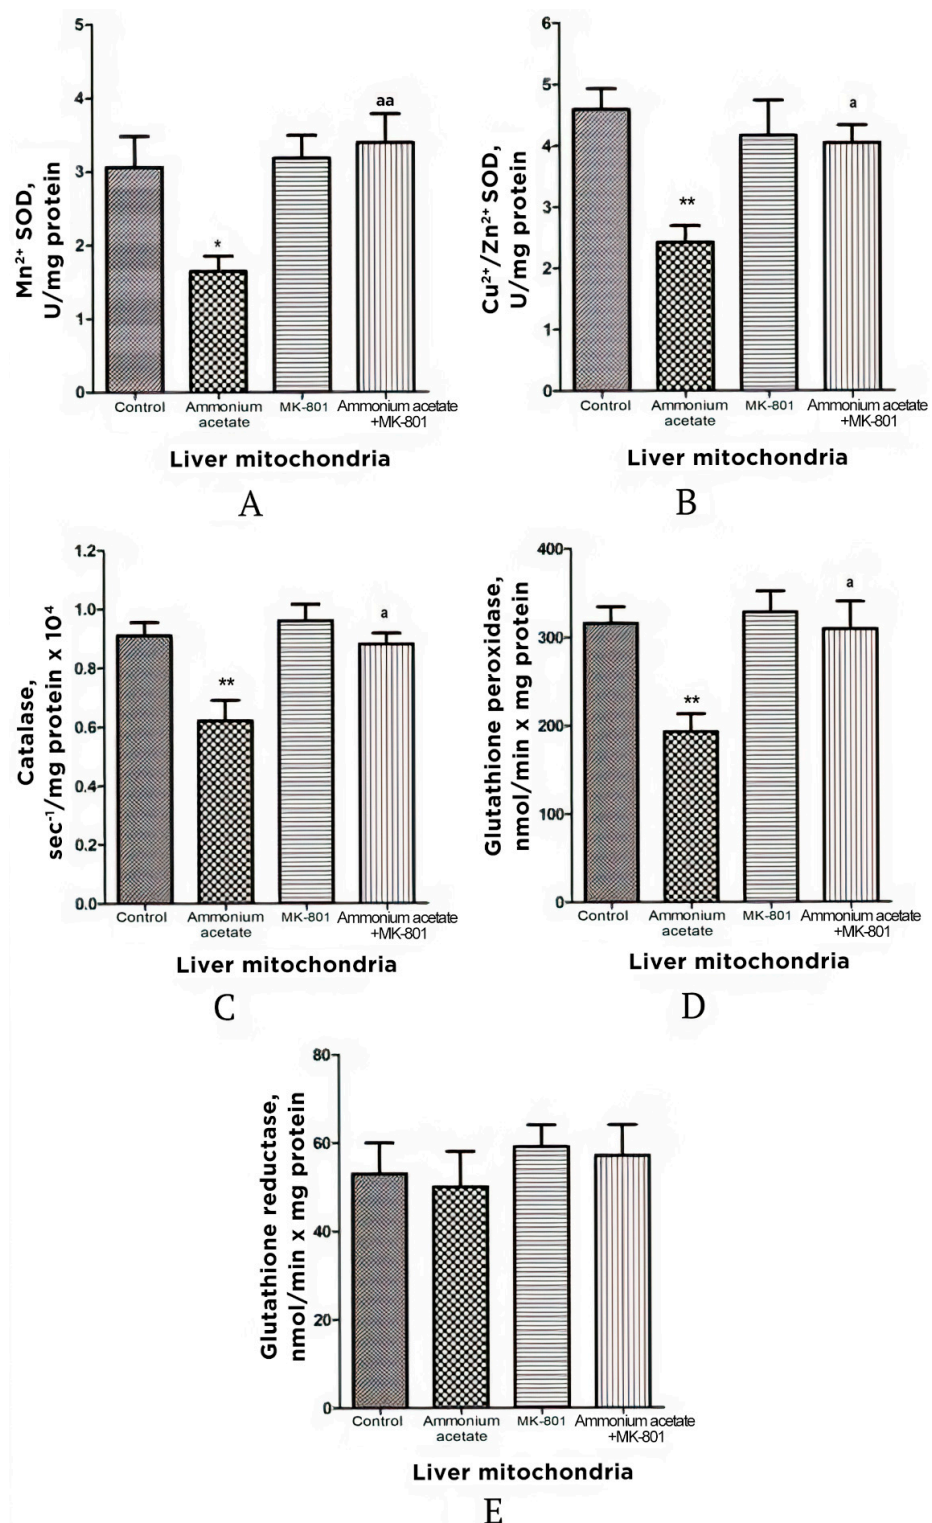 Mn²⁺ SOD,
U/mg protein
5
4
3
2
1
0
*
aa
Control
Ammonium
acetate
MK-801
Ammonium acetate
+MK-801
Liver mitochondria
A
Cu²⁺/Zn²⁺ SOD,
U/mg protein
6
5
4
3
2
1
0
**
a
Control
Ammonium
acetate
MK-801
Ammonium acetate
+MK-801
Liver mitochondria
B
Catalase,
sec⁻¹/mg protein x 10⁴
1.2
1.0
0.8
0.6
0.4
0.2
0.0
**
a
Control
Ammonium
acetate
MK-801
Ammonium acetate
+MK-801
Liver mitochondria
C
Glutathione peroxidase,
nmol/min x mg protein
400
300
200
100
0
**
a
Control
Ammonium
acetate
MK-801
Ammonium acetate
+MK-801
Liver mitochondria
D
Glutathione reductase,
nmol/min x mg protein
80
60
40
20
0
Control
Ammonium
acetate
MK-801
Ammonium acetate
+MK-801
Liver mitochondria
E